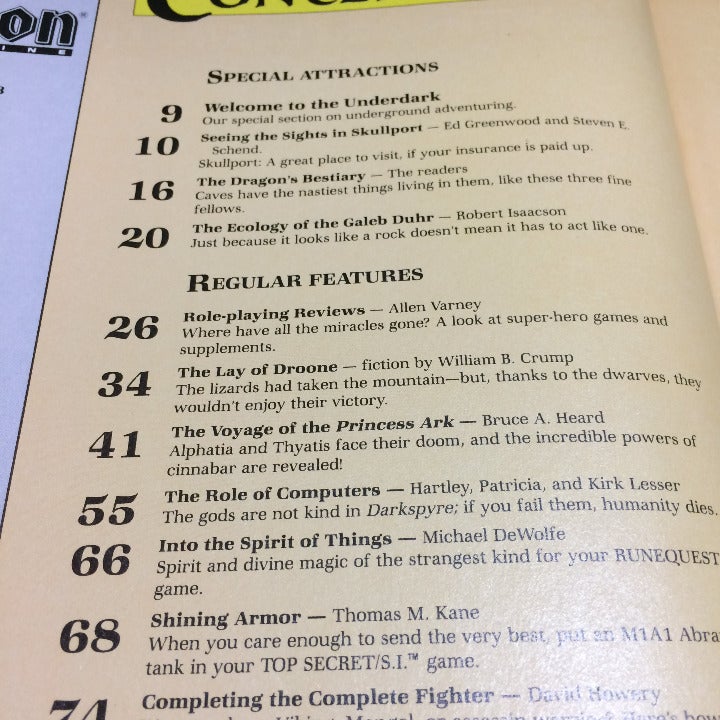 on
INE
SPECIAL ATTRACTIONS
9 Welcome to the Underdark
Our special section on underground adventuring.
10 Seeing the Sights in Skullport — Ed Greenwood and Steven E.
Schend.
Skullport: A great place to visit, if your insurance is paid up.
16 The Dragon's Bestiary — The readers
Caves have the nastiest things living in them, like these three fine
fellows.
20 The Ecology of the Galeb Duhr — Robert Isaacson
Just because it looks like a rock doesn't mean it has to act like one.
REGULAR FEATURES
26 Role-playing Reviews — Allen Varney
Where have all the miracles gone? A look at super-hero games and
supplements.
34 The Lay of Droone — fiction by William B. Crump
The lizards had taken the mountain—but, thanks to the dwarves, they
wouldn't enjoy their victory.
41 The Voyage of the Princess Ark — Bruce A. Heard
Alphatia and Thyatis face their doom, and the incredible powers of
cinnabar are revealed!
55 The Role of Computers — Hartley, Patricia, and Kirk Lesser
The gods are not kind in Darkspyre; if you fail them, humanity dies.
66 Into the Spirit of Things — Michael DeWolfe
Spirit and divine magic of the strangest kind for your RUNEQUEST
game.
68 Shining Armor — Thomas M. Kane
When you care enough to send the very best, put an M1A1 Abra
tank in your TOP SECRET/S.I.™ game.
74 Completing the Complete Fighter — David Howery